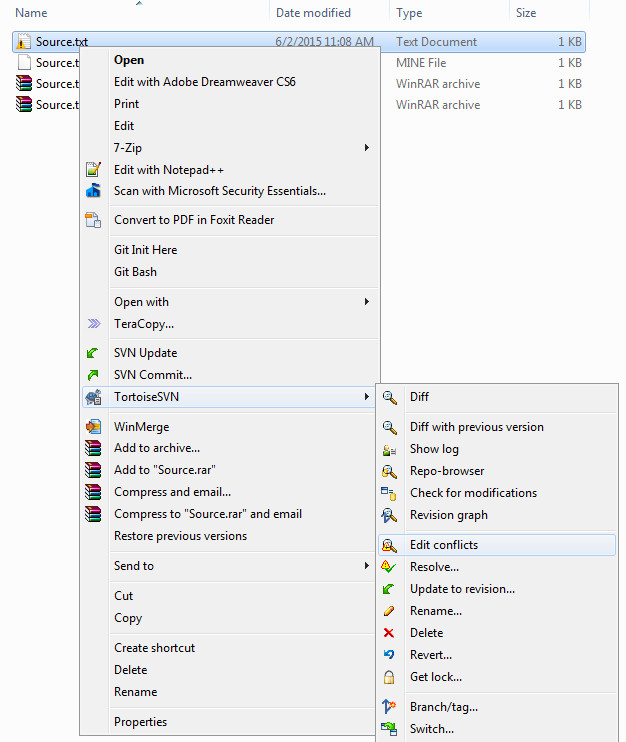 Name Date modified Type Size
Source.txt 6/2/2015 11:08 AM Text Document 1 KB
Source.t MINE File 1 KB
Source.t WinRAR archive 1 KB
Source.t WinRAR archive 1 KB
Open
Edit with Adobe Dreamweaver CS6
Print
Edit
7-Zip
Edit with Notepad++
Scan with Microsoft Security Essentials...
Convert to PDF in Foxit Reader
Git Init Here
Git Bash
Open with
TeraCopy...
SVN Update
SVN Commit...
TortoiseSVN
WinMerge
Add to archive...
Add to "Source.rar"
Compress and email...
Compress to "Source.rar" and email
Restore previous versions
Send to
Cut
Copy
Create shortcut
Delete
Rename
Properties
Diff
Diff with previous version
Show log
Repo-browser
Check for modifications
Revision graph
Edit conflicts
Resolve...
Update to revision...
Rename...
Delete
Revert...
Get lock...
Branch/tag...
Switch...